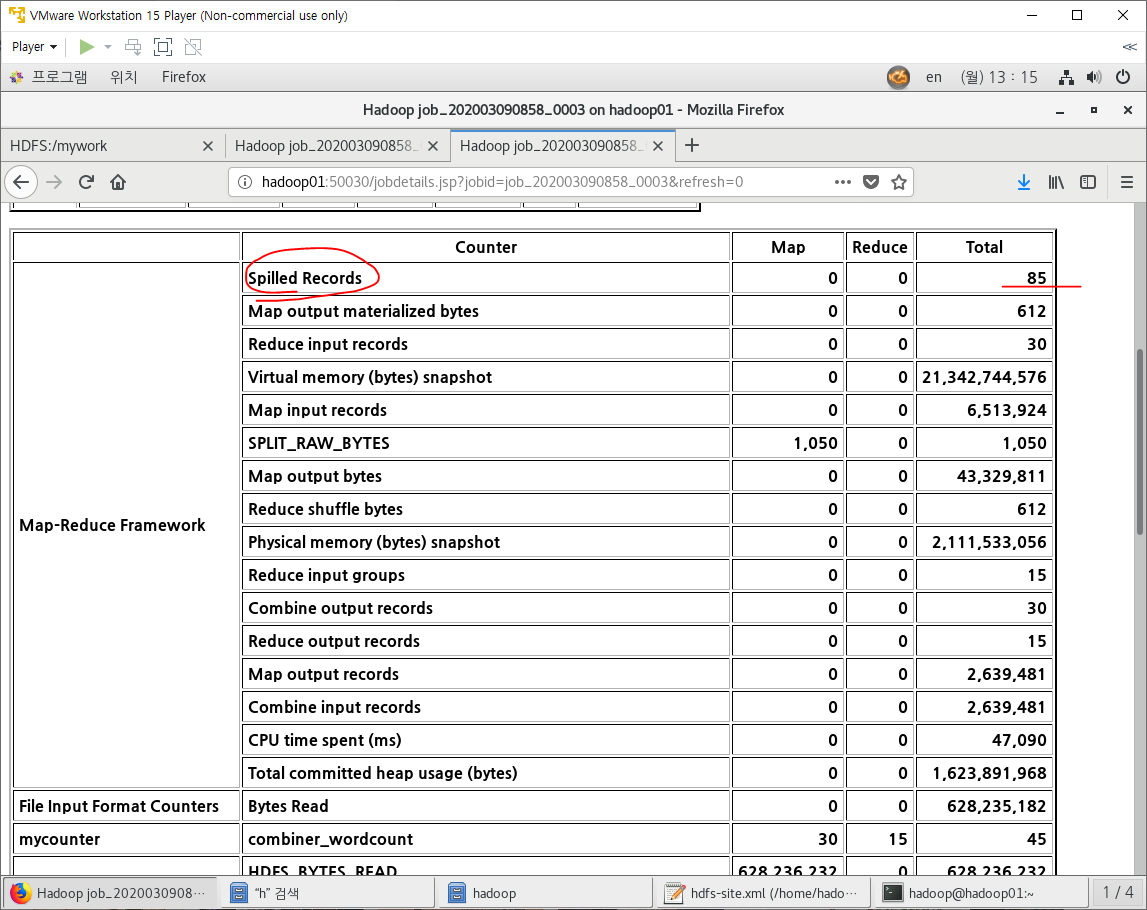 VMware Workstation 15 Player (Non-commercial use only)
Player
프로그램 위치 Firefox en (월) 13 : 15
Hadoop job_202003090858_0003 on hadoop01 - Mozilla Firefox
HDFS:/mywork Hadoop job_202003090858_ Hadoop job_202003090858_
hadoop01:50030/jobdetails.jsp?jobid=job_202003090858_0003&refresh=0
Counter Map Reduce Total
Spilled Records 0 0 85
Map output materialized bytes 0 0 612
Reduce input records 0 0 30
Virtual memory (bytes) snapshot 0 0 21,342,744,576
Map input records 0 0 6,513,924
SPLIT_RAW_BYTES 1,050 0 1,050
Map output bytes 0 0 43,329,811
Reduce shuffle bytes 0 0 612
Map-Reduce Framework
Physical memory (bytes) snapshot 0 0 2,111,533,056
Reduce input groups 0 0 15
Combine output records 0 0 30
Reduce output records 0 0 15
Map output records 0 0 2,639,481
Combine input records 0 0 2,639,481
CPU time spent (ms) 0 0 47,090
Total committed heap usage (bytes) 0 0 1,623,891,968
File Input Format Counters Bytes Read 0 0 628,235,182
mycounter combiner_wordcount 30 15 45
HDFS_BYTES_READ 628,236,232 0 628,236,232
Hadoop job_2020030908… "h" 검색 hadoop hdfs-site.xml (/home/hado… hadoop@hadoop01:~ 1 / 4